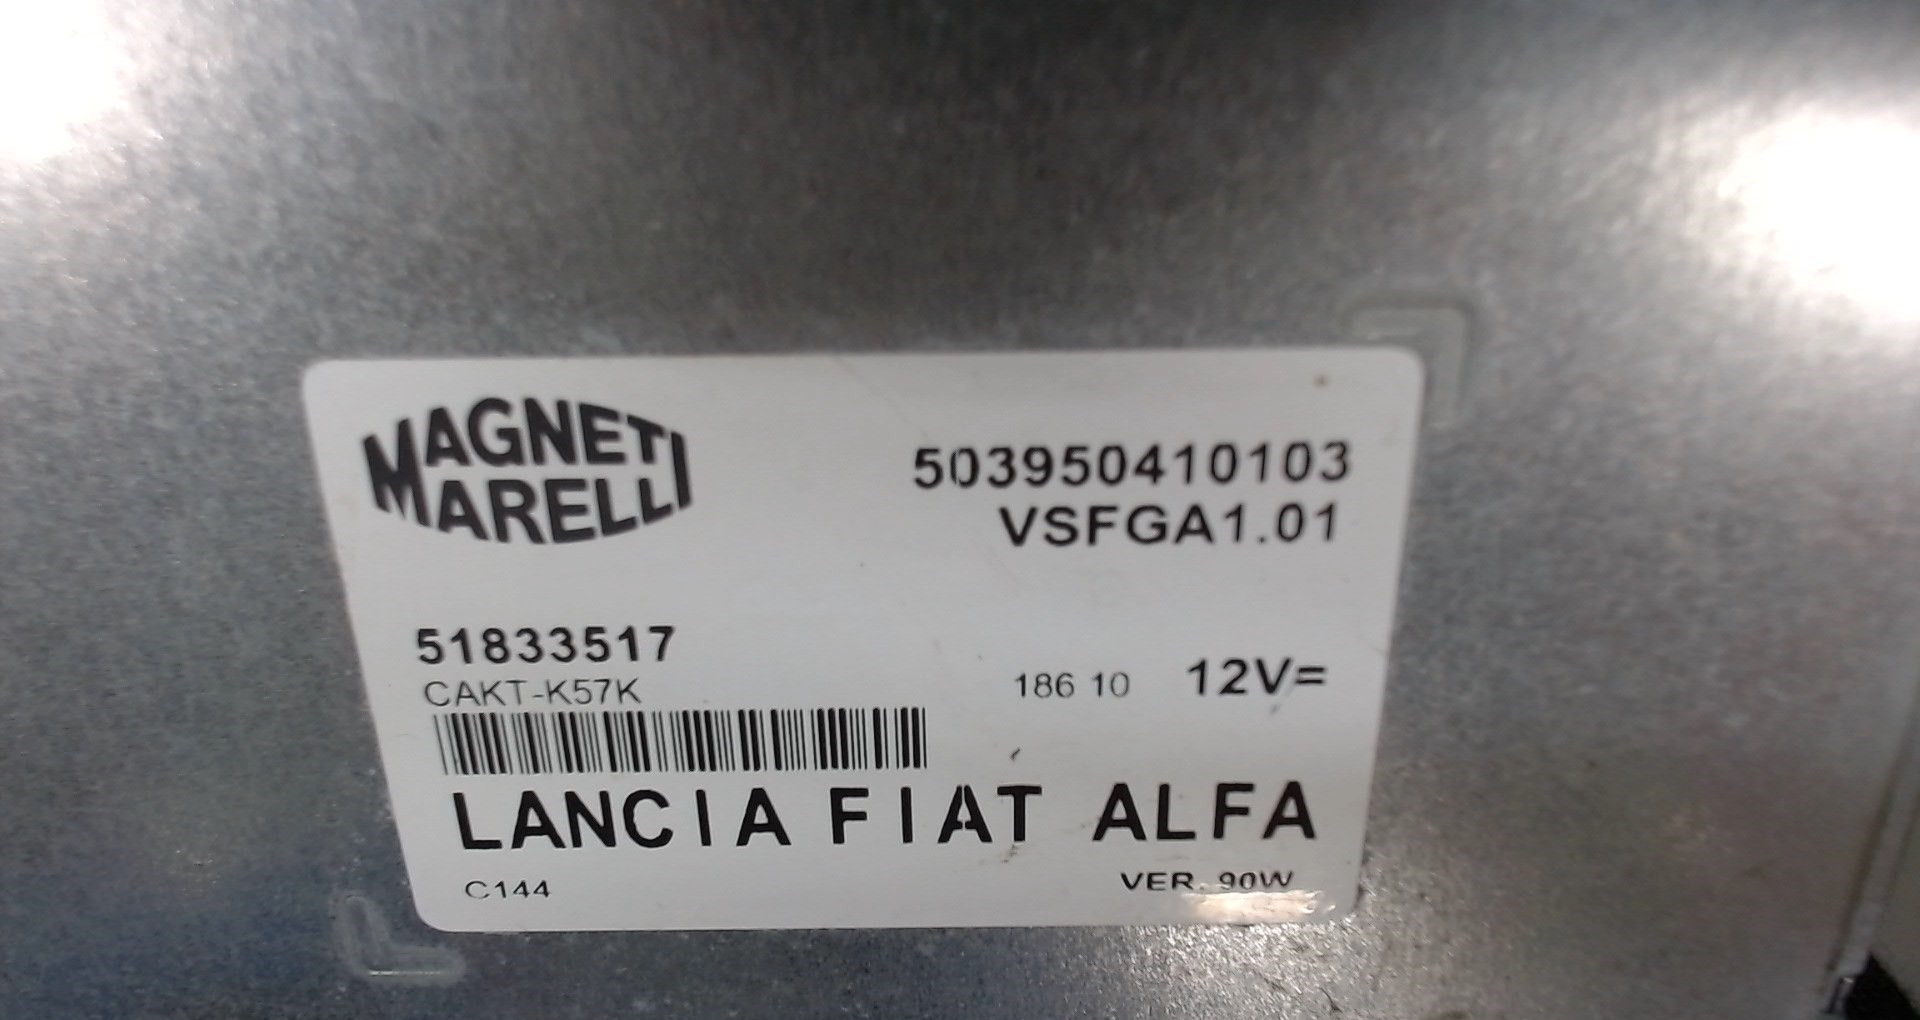 MAGNETI
MARELLI
503950410103
VSFGA1.01
51833517
CAKT-K57K
186 10
12V=
LANCIA FIAT ALFA
C144
VER. 90W